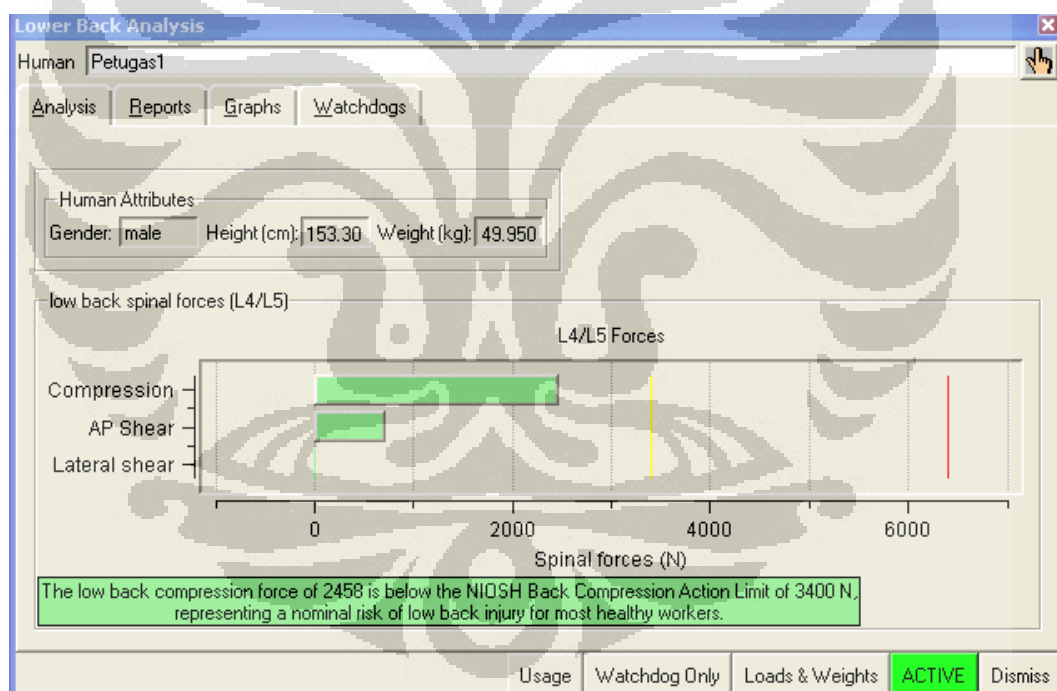 Lower Back Analysis
Human Petugas1
Analysis Reports Graphs Watchdogs
Human Attributes
Gender: male Height (cm): 153.30 Weight (kg): 49.950
low back spinal forces (L4/L5)
L4/L5 Forces
Compression
AP Shear
Lateral shear
0 2000 4000 6000
Spinal forces (N)
The low back compression force of 2458 is below the NIOSH Back Compression Action Limit of 3400 N,
representing a nominal risk of low back injury for most healthy workers.
Usage Watchdog Only Loads & Weights ACTIVE Dismiss